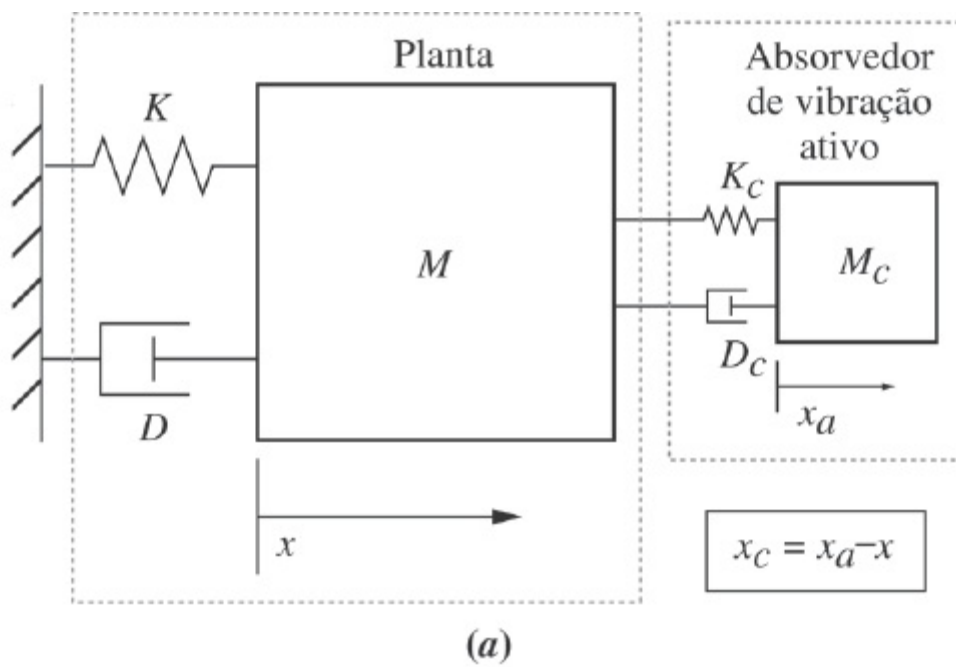 Planta
K
M
D
x
Absorvedor
de vibração
ativo
K_C
M_C
D_C
x_a
x_C = x_a–x
(a)